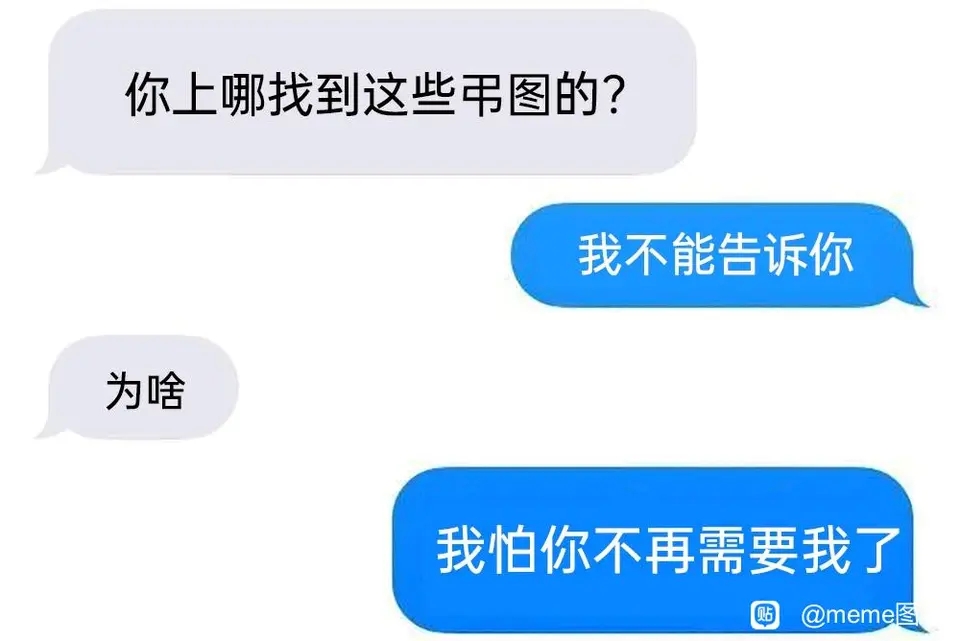 你上哪找到这些弔图的？
我不能告诉你
为啥
我怕你不再需要我了
贴 @meme图